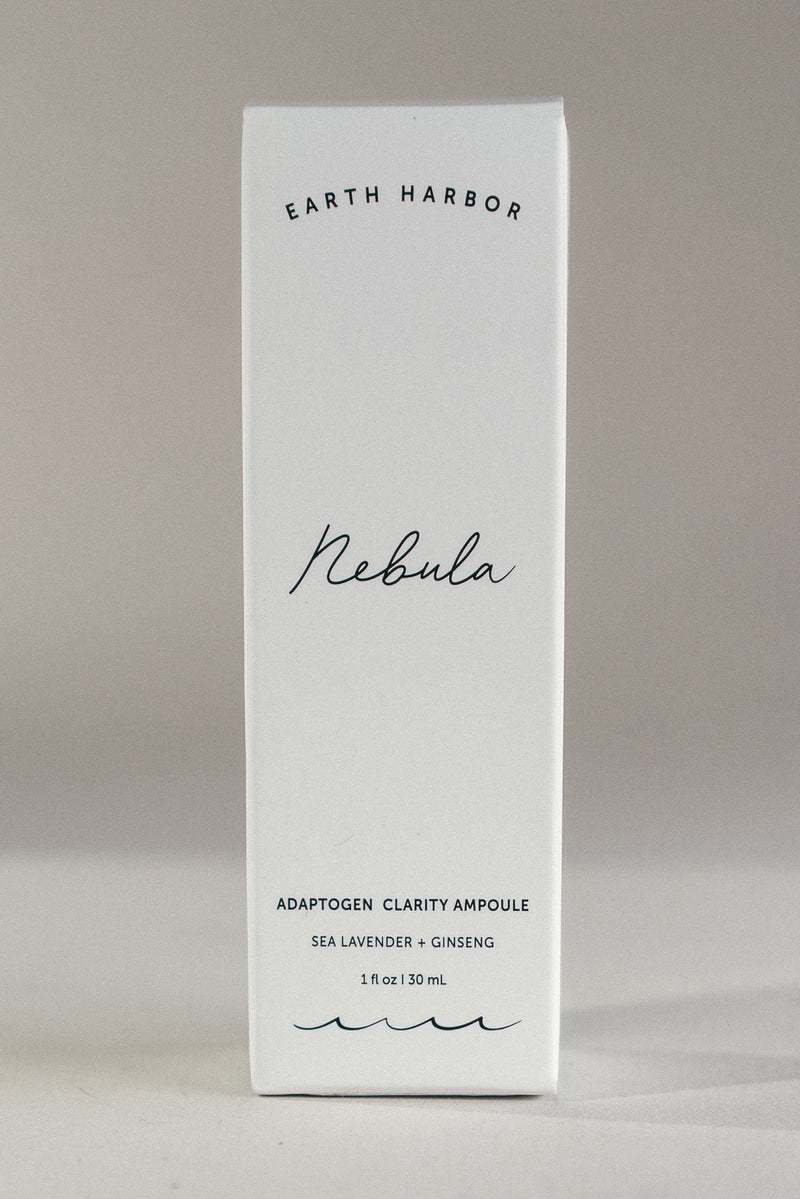 EARTH HARBOR
Nebula
ADAPTOGEN CLARITY AMPOULE
SEA LAVENDER + GINSENG
1 fl oz | 30 mL